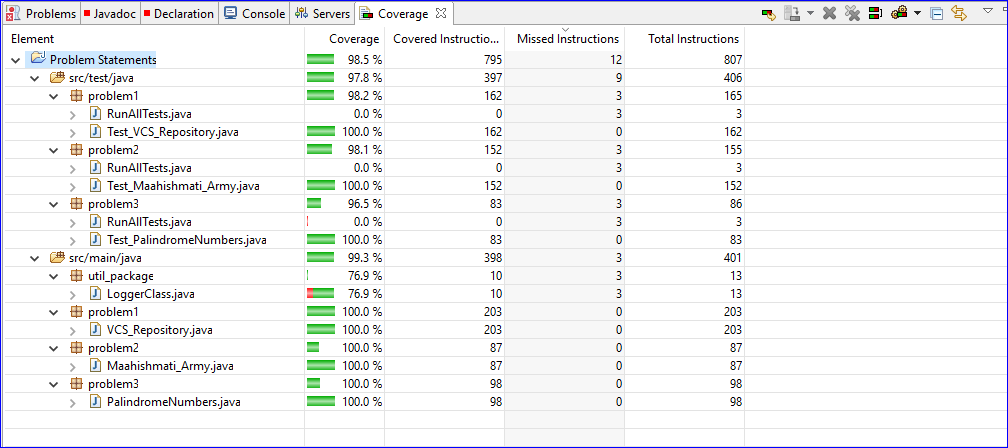 Problems Javadoc Declaration Console Servers Coverage
Element Coverage Covered Instructio... Missed Instructions Total Instructions
Problem Statements 98.5 % 795 12 807
src/test/java 97.8 % 397 9 406
problem1 98.2 % 162 3 165
RunAllTests.java 0.0 % 0 3 3
Test_VCS_Repository.java 100.0 % 162 0 162
problem2 98.1 % 152 3 155
RunAllTests.java 0.0 % 0 3 3
Test_Maahishmati_Army.java 100.0 % 152 0 152
problem3 96.5 % 83 3 86
RunAllTests.java 0.0 % 0 3 3
Test_PalindromeNumbers.java 100.0 % 83 0 83
src/main/java 99.3 % 398 3 401
util_package 76.9 % 10 3 13
LoggerClass.java 76.9 % 10 3 13
problem1 100.0 % 203 0 203
VCS_Repository.java 100.0 % 203 0 203
problem2 100.0 % 87 0 87
Maahishmati_Army.java 100.0 % 87 0 87
problem3 100.0 % 98 0 98
PalindromeNumbers.java 100.0 % 98 0 98